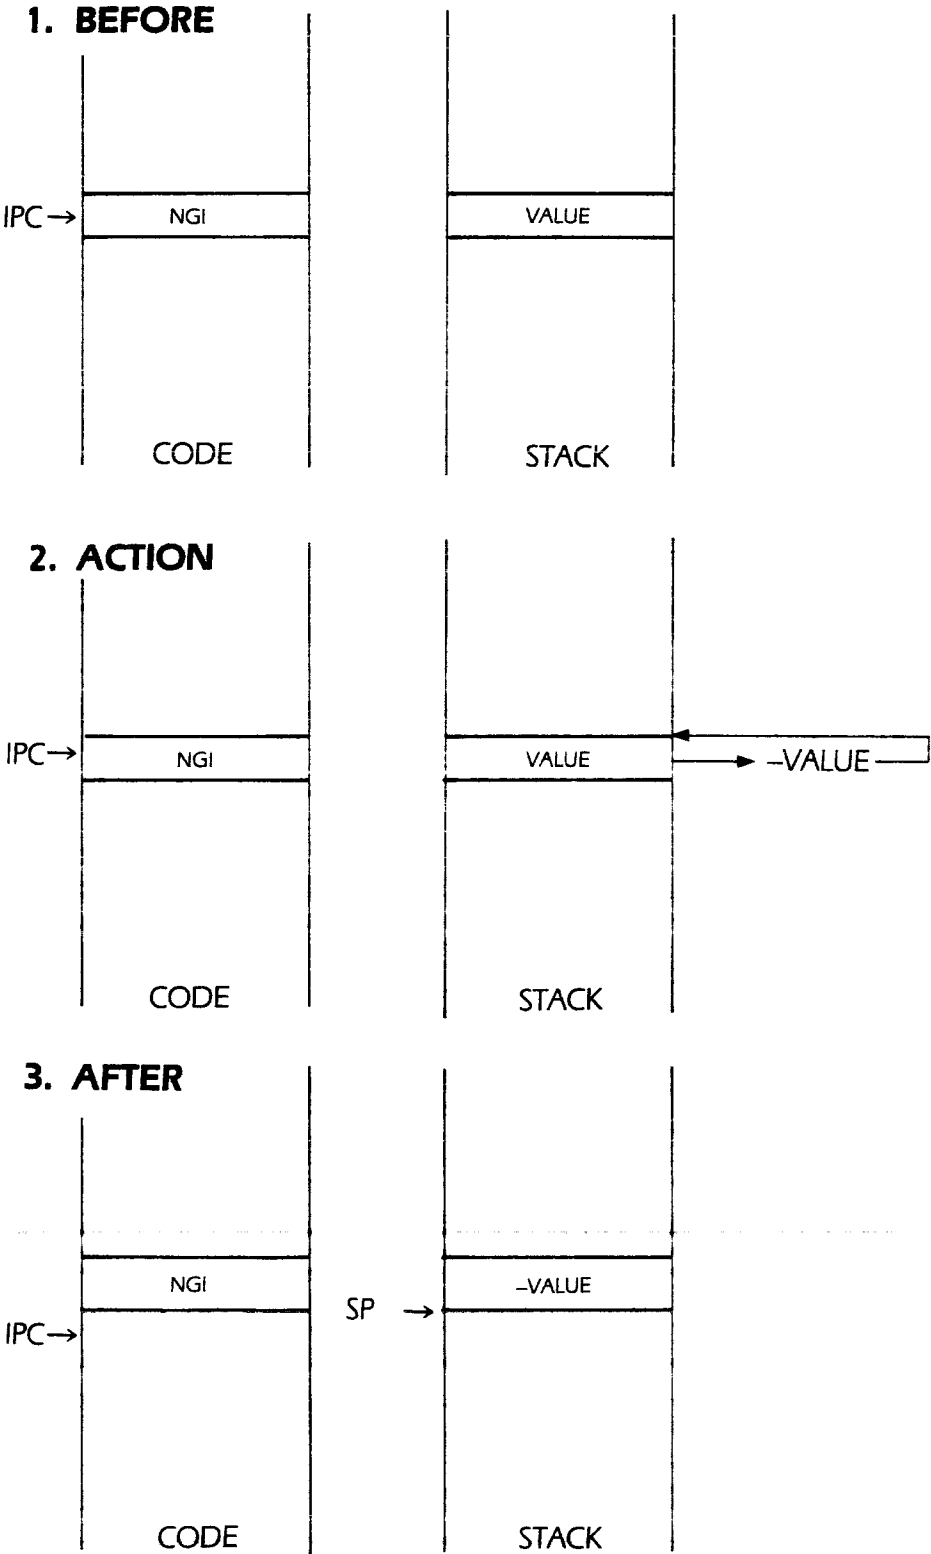 1. BEFORE
IPC→ NGI VALUE
CODE STACK
2. ACTION
IPC→ NGI VALUE –VALUE
CODE STACK
3. AFTER
NGI –VALUE
SP →
IPC→
CODE STACK